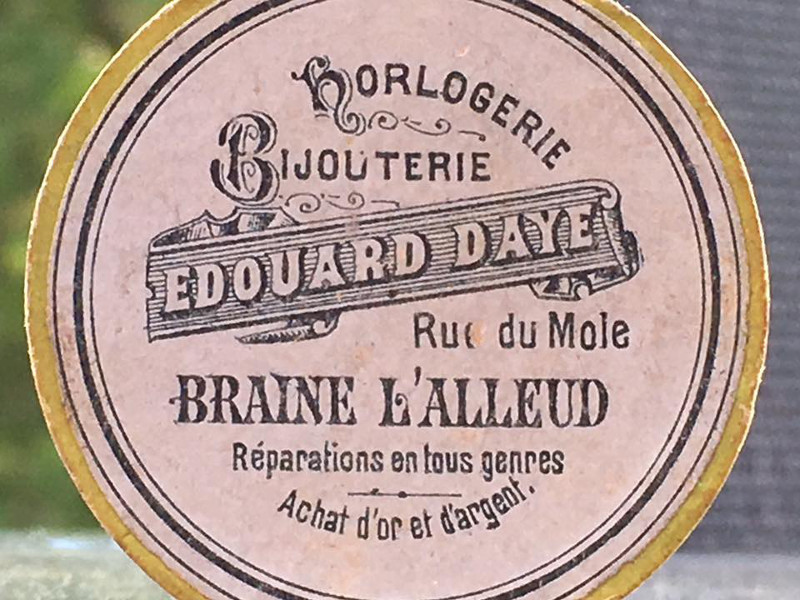 HORLOGERIE
BIJOUTERIE
EDOUARD DAYE
Rue du Mole
BRAINE L'ALLEUD
Réparations en tous genres
Achat d'or et d'argent.